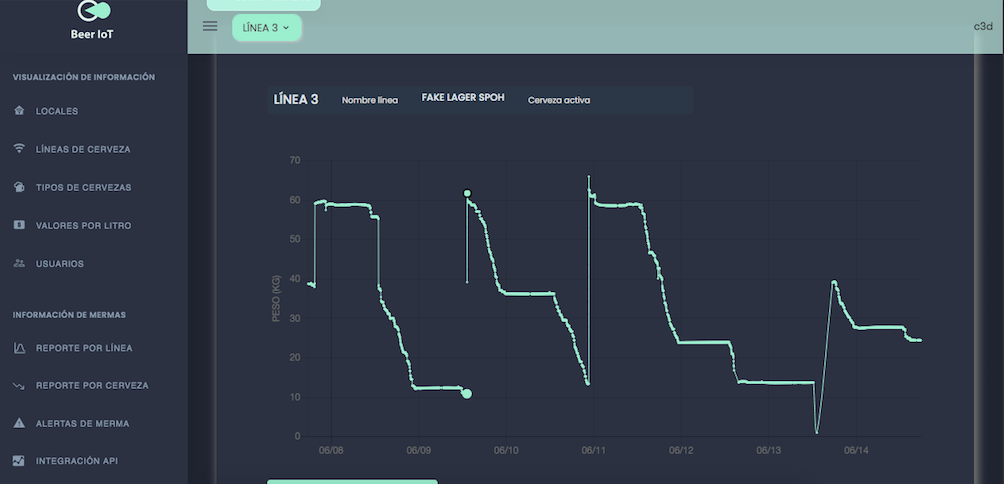 Beer IoT
VISUALIZACIÓN DE INFORMACIÓN
LOCALES
LÍNEAS DE CERVEZA
TIPOS DE CERVEZAS
VALORES POR LITRO
USUARIOS
INFORMACIÓN DE MERMAS
REPORTE POR LÍNEA
REPORTE POR CERVEZA
ALERTAS DE MERMA
INTEGRACIÓN API
LÍNEA 3
c3d
LÍNEA 3 Nombre línea FAKE LAGER SPOH Cerveza activa
PESO (KG)
70
60
50
40
30
20
10
0
06/08 06/09 06/10 06/11 06/12 06/13 06/14